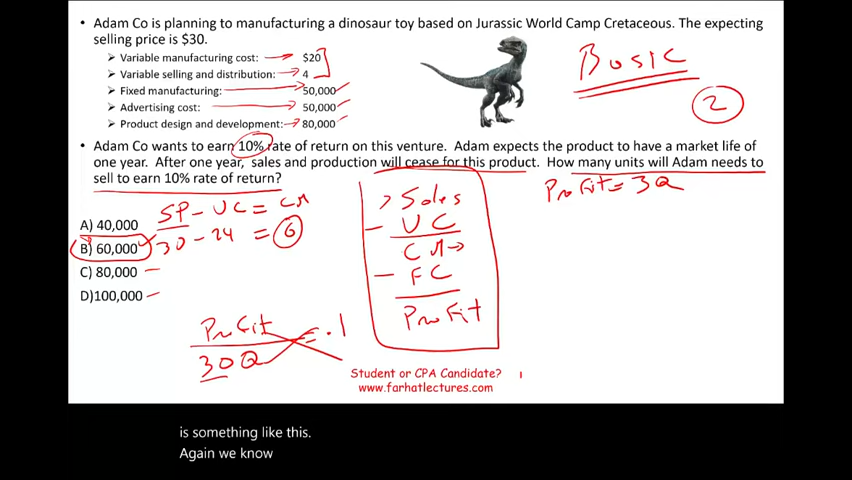 • Adam Co is planning to manufacturing a dinosaur toy based on Jurassic World Camp Cretaceous. The expecting
selling price is $30.
➢ Variable manufacturing cost: $20
➢ Variable selling and distribution: 4
➢ Fixed manufacturing: 50,000
➢ Advertising cost: 50,000
➢ Product design and development: 80,000
Basic
2
• Adam Co wants to earn 10% rate of return on this venture. Adam expects the product to have a market life of
one year. After one year, sales and production will cease for this product. How many units will Adam needs to
sell to earn 10% rate of return?
Profit = 3Q
SP - VC = CM
30 - 24 = 6
A) 40,000
B) 60,000
C) 80,000
D)100,000
Sales
- VC
CM
- FC
Profit
Profit
30Q
= .1
Student or CPA Candidate?
www.farhatlectures.com
is something like this.
Again we know